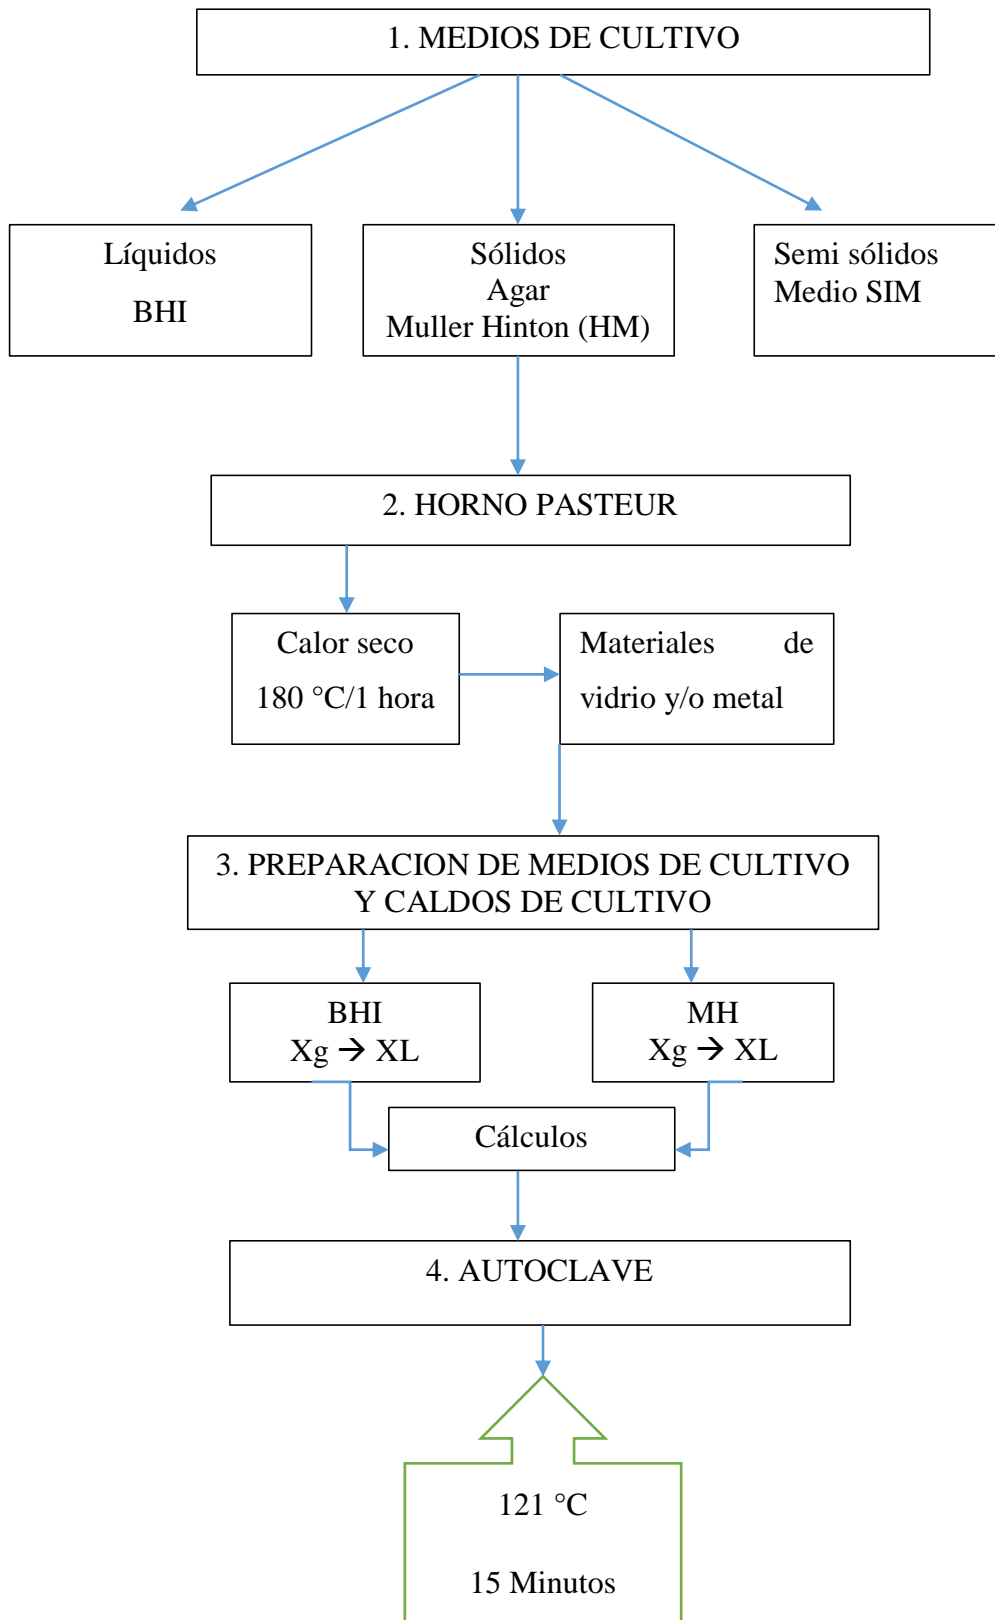 1. MEDIOS DE CULTIVO
Líquidos
BHI
Sólidos
Agar
Muller Hinton (HM)
Semi sólidos
Medio SIM
2. HORNO PASTEUR
Calor seco
180 °C/1 hora
Materiales de
vidrio y/o metal
3. PREPARACION DE MEDIOS DE CULTIVO
Y CALDOS DE CULTIVO
BHI
Xg → XL
MH
Xg → XL
Cálculos
4. AUTOCLAVE
121 °C
15 Minutos